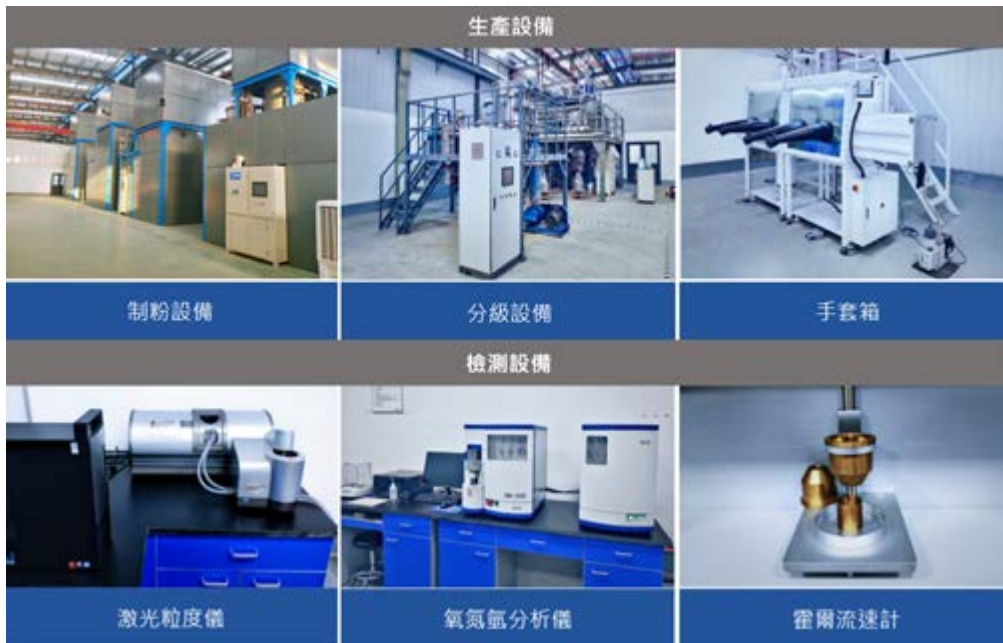 生產設備
制粉設備
分級設備
手套箱
檢測設備
激光粒度儀
氧氮氫分析儀
霍爾流速計